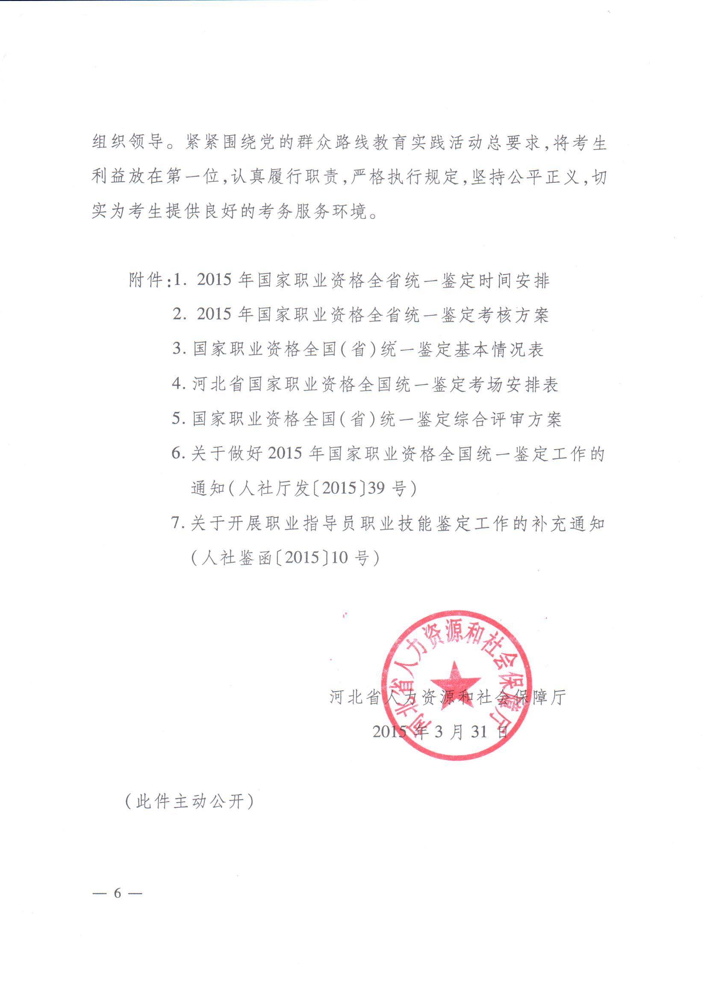 组织领导。紧紧围绕党的群众路线教育实践活动总要求,将考生
利益放在第一位,认真履行职责,严格执行规定,坚持公平正义,切
实为考生提供良好的考务服务环境。
附件:1. 2015 年国家职业资格全省统一鉴定时间安排
2. 2015 年国家职业资格全省统一鉴定考核方案
3. 国家职业资格全国(省)统一鉴定基本情况表
4. 河北省国家职业资格全国统一鉴定考场安排表
5. 国家职业资格全国(省)统一鉴定综合评审方案
6. 关于做好 2015 年国家职业资格全国统一鉴定工作的
通知(人社厅发〔2015〕39 号)
7. 关于开展职业指导员职业技能鉴定工作的补充通知
(人社鉴函〔2015〕10 号)
河北省人力资源和社会保障厅
河北省人力资源和社会保障厅
2015 年 3 月 31 日
(此件主动公开)
— 6 —